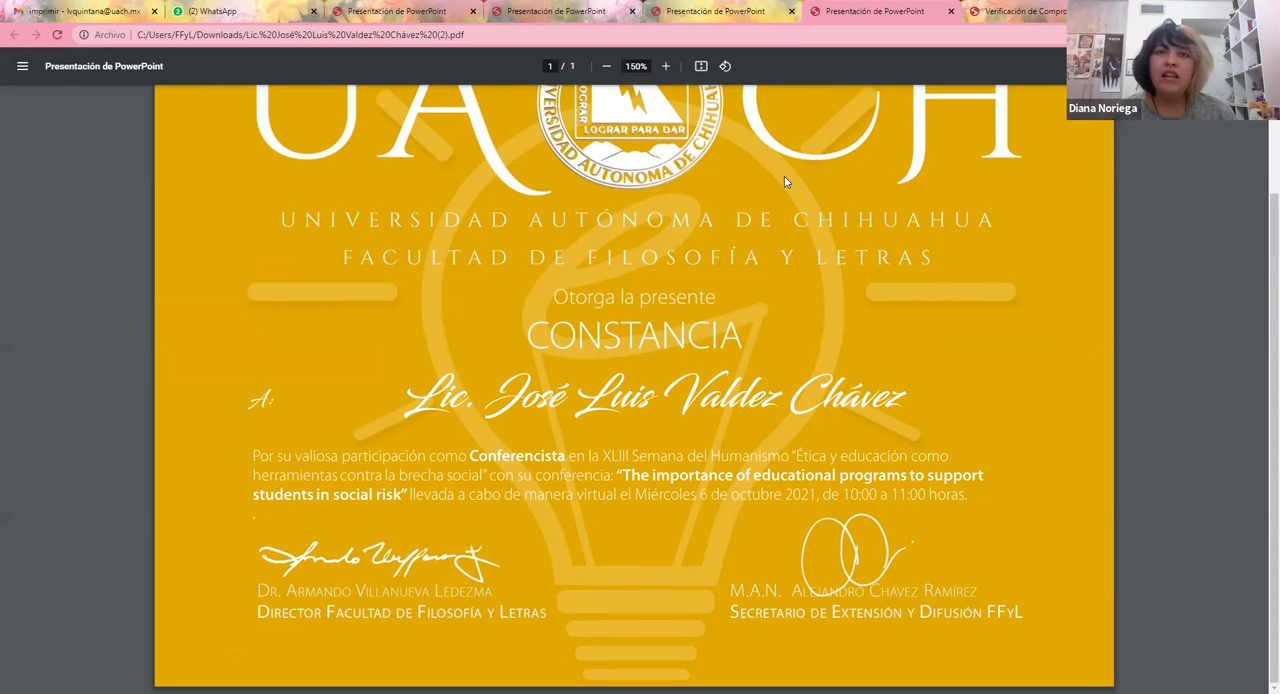 imprimir - lvquintana@uach.mx
(2) WhatsApp
Presentación de PowerPoint
Presentación de PowerPoint
Presentación de PowerPoint
Presentación de PowerPoint
Verificación de Compro
Archivo | C:/Users/FFyL/Downloads/Lic.%20José%20Luis%20Valdez%20Chávez%20(2).pdf
Presentación de PowerPoint
1 / 1
150%
Diana Noriega
UACH
LOGRAR
LOGRAR PARA DAR
UNIVERSIDAD AUTONOMA DE CHIHUAHUA
UNIVERSIDAD AUTÓNOMA DE CHIHUAHUA
FACULTAD DE FILOSOFÍA Y LETRAS
Otorga la presente
CONSTANCIA
A: Lic. José Luis Valdez Chávez
Por su valiosa participación como Conferencista en la XLIII Semana del Humanismo “Ética y educación como
herramientas contra la brecha social” con su conferencia: “The importance of educational programs to support
students in social risk” llevada a cabo de manera virtual el Miércoles 6 de octubre 2021, de 10:00 a 11:00 horas.
.
Dr. Armando Villanueva Ledezma
Director Facultad de Filosofía y Letras
M.A.N. Alejandro Chávez Ramírez
Secretario de Extensión y Difusión FFyL